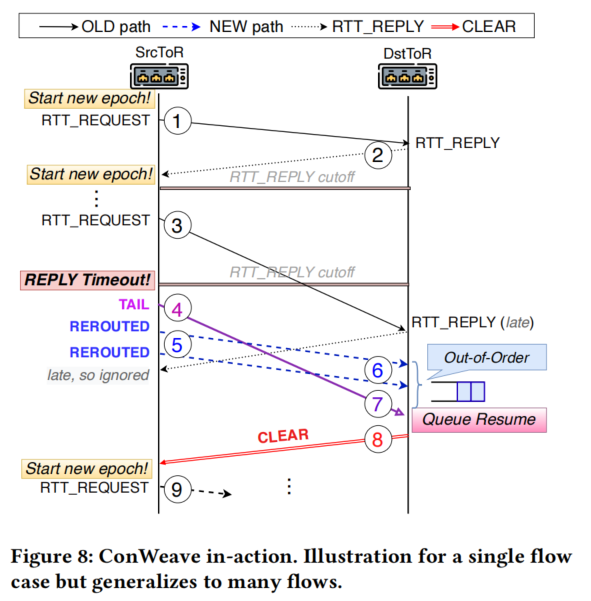 OLD path NEW path RTT_REPLY CLEAR
SrcToR DstToR
Start new epoch!
RTT_REQUEST 1
2 RTT_REPLY
Start new epoch! RTT_REPLY cutoff
⋮
RTT_REQUEST 3
REPLY Timeout! RTT_REPLY cutoff
TAIL 4
REROUTED RTT_REPLY (late)
5
REROUTED 6 Out-of-Order
late, so ignored
7 Queue Resume
CLEAR 8
Start new epoch!
RTT_REQUEST 9 ⋮
Figure 8: ConWeave in-action. Illustration for a single flow
case but generalizes to many flows.